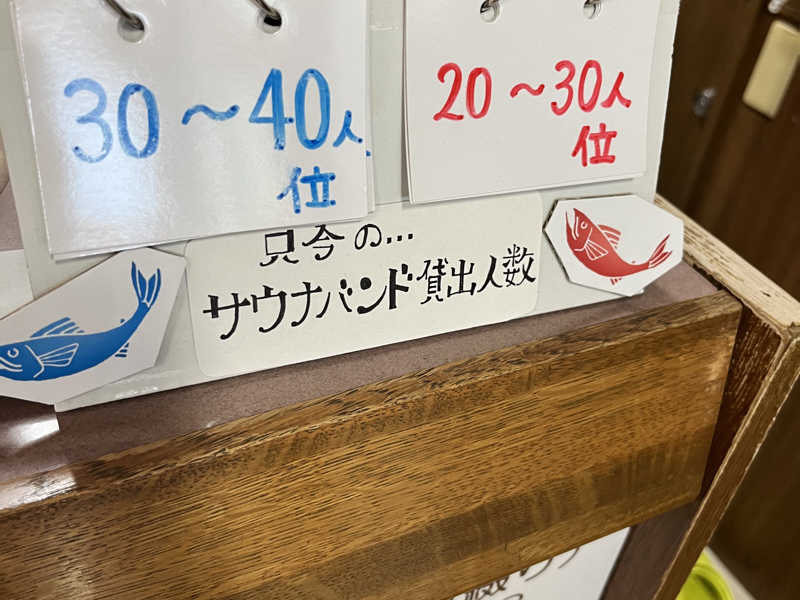 30～40人
位
20～30人
位
只今の...
サウナバンド貸出人数